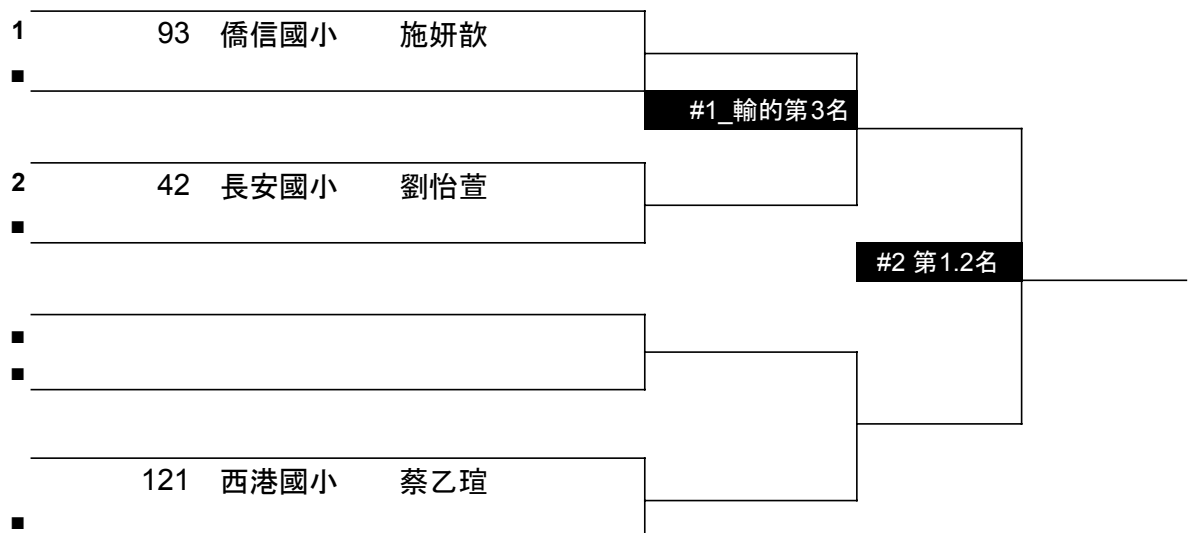 1 93 僑信國小 施妍歆
■
#1_輸的第3名
2 42 長安國小 劉怡萱
■
#2 第1.2名
■
■
121 西港國小 蔡乙瑄
■